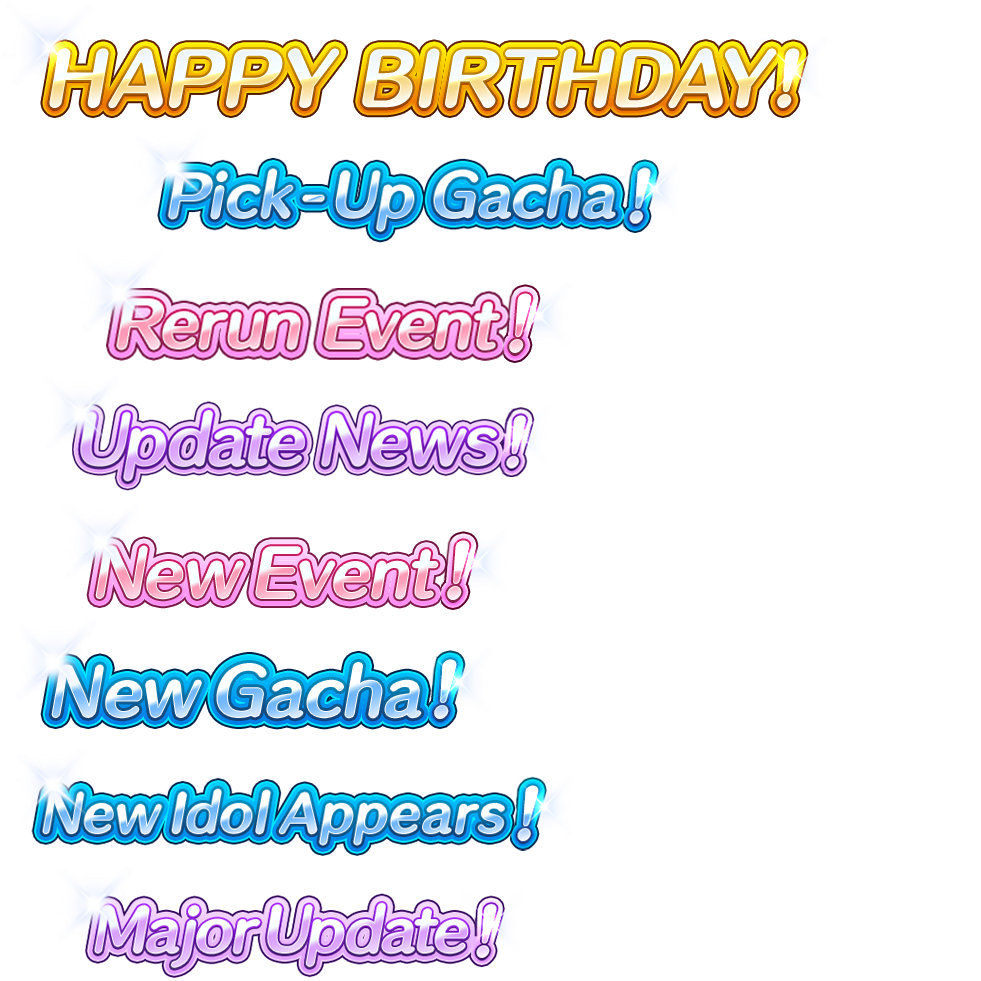 HAPPY BIRTHDAY!
Pick-Up Gacha!
Rerun Event!
Update News!
New Event!
New Gacha!
New Idol Appears!
Major Update!